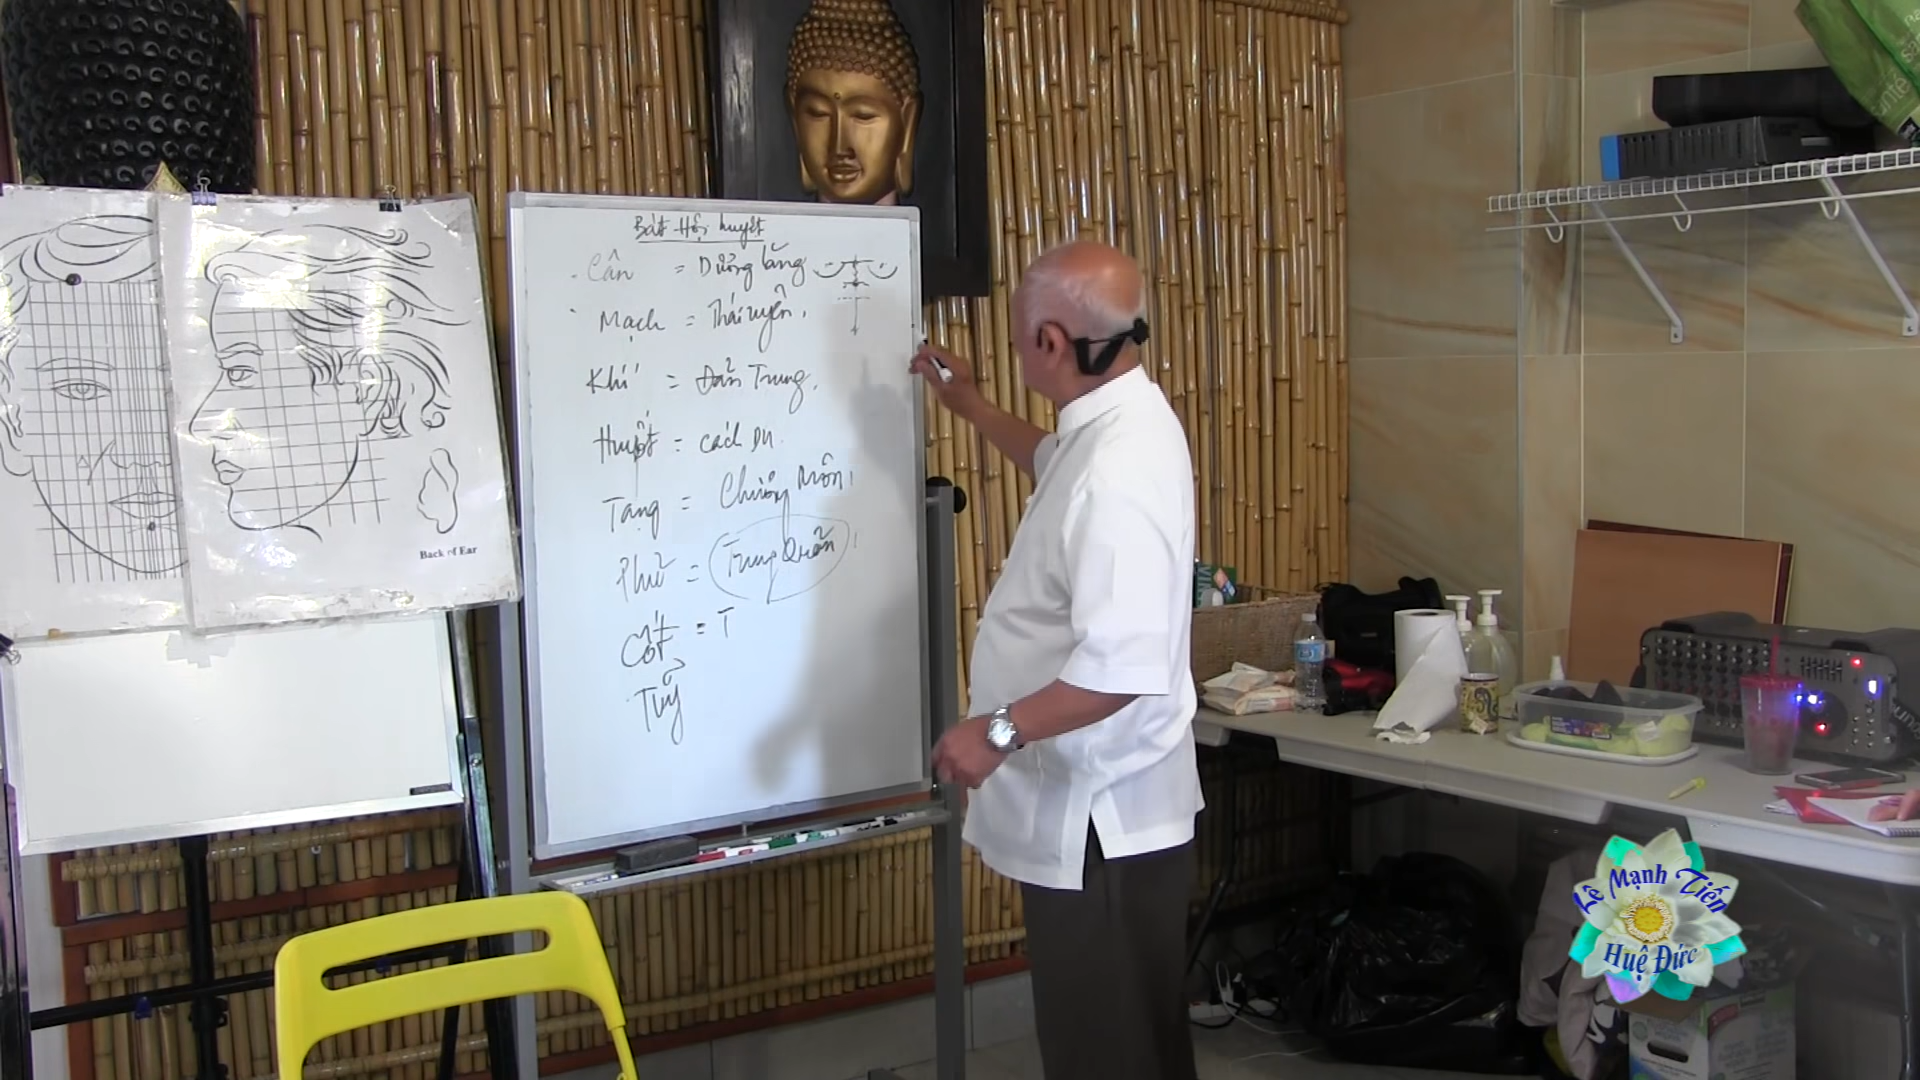 Bát Hội huyệt
Cân = Dương lăng
Mạch = Thái uyên.
Khí = Đản Trung.
Huyết = cách Du.
Tạng = Chương Môn
Phủ = Trung Quản
Cốt = T
Tủy
Back of Ear
Lê Mạnh Tiến
Huệ Đức